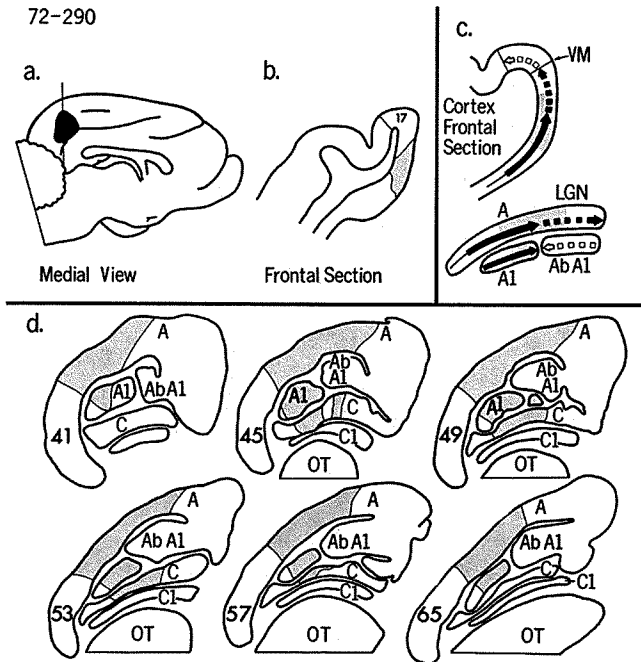 72-290
a.
Medial View
b.
17
Frontal Section
c.
VM
Cortex
Frontal
Section
A
LGN
A1
Ab A1
d.
A
A1
Ab A1
C
41
A
Ab
A1
A1
C
C1
45
OT
A
Ab
A1
A1
C
C1
49
OT
A
Ab A1
C
C1
53
OT
A
Ab A1
C
C1
57
OT
A
Ab A1
C
C1
65
OT